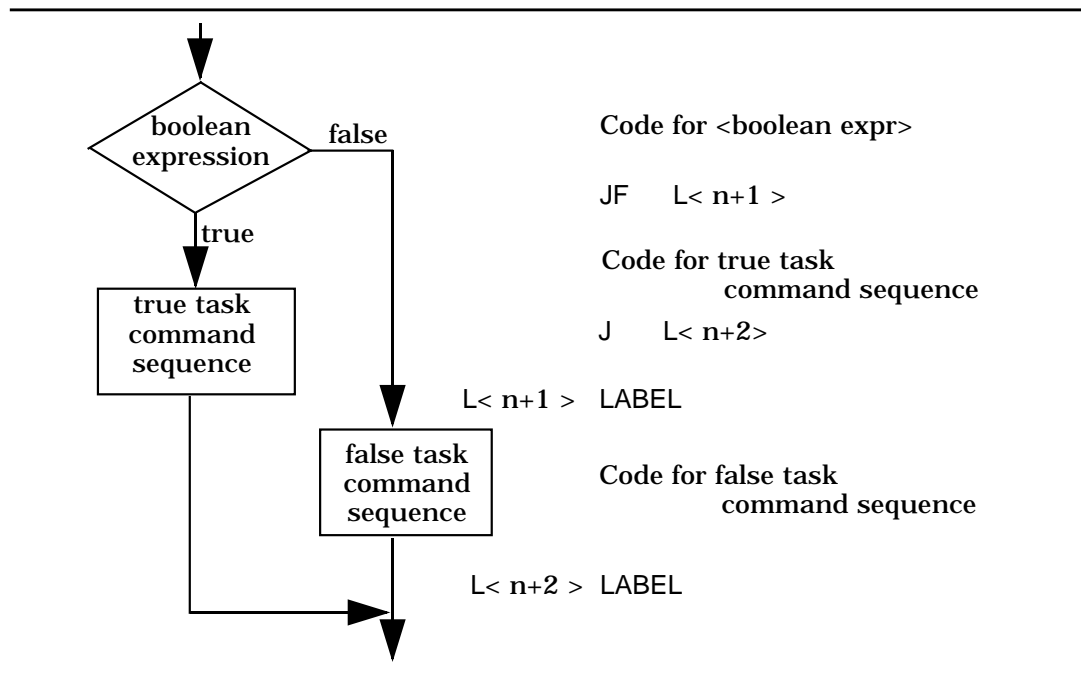 boolean
expression
false
true
true task
command
sequence
false task
command
sequence
Code for <boolean expr>
JF L< n+1 >
Code for true task
command sequence
J L< n+2>
L< n+1 > LABEL
Code for false task
command sequence
L< n+2 > LABEL